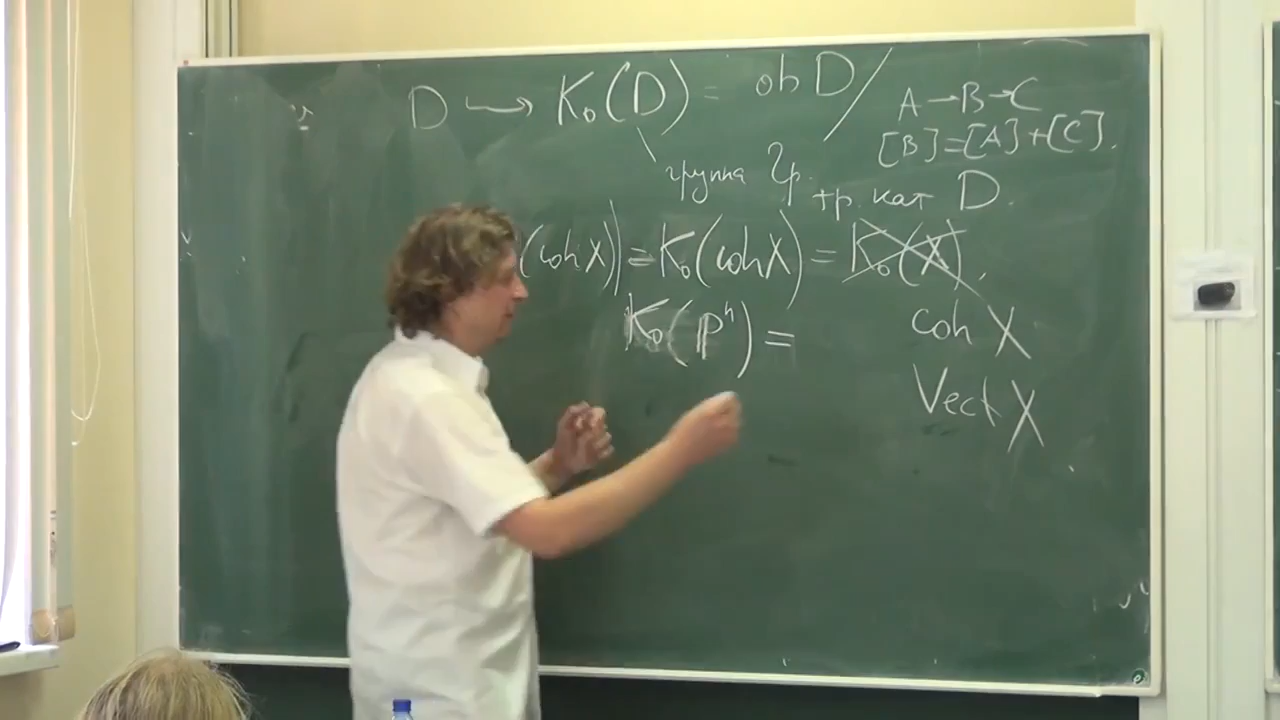 D ⟶ K₀(D) = ob D / A → B → C
[B] = [A] + [C].
группа Гр. тр. кат D.
(coh X)) = K₀(coh X) = K₀(X).
K₀(ℙⁿ) =
coh X
Vect X